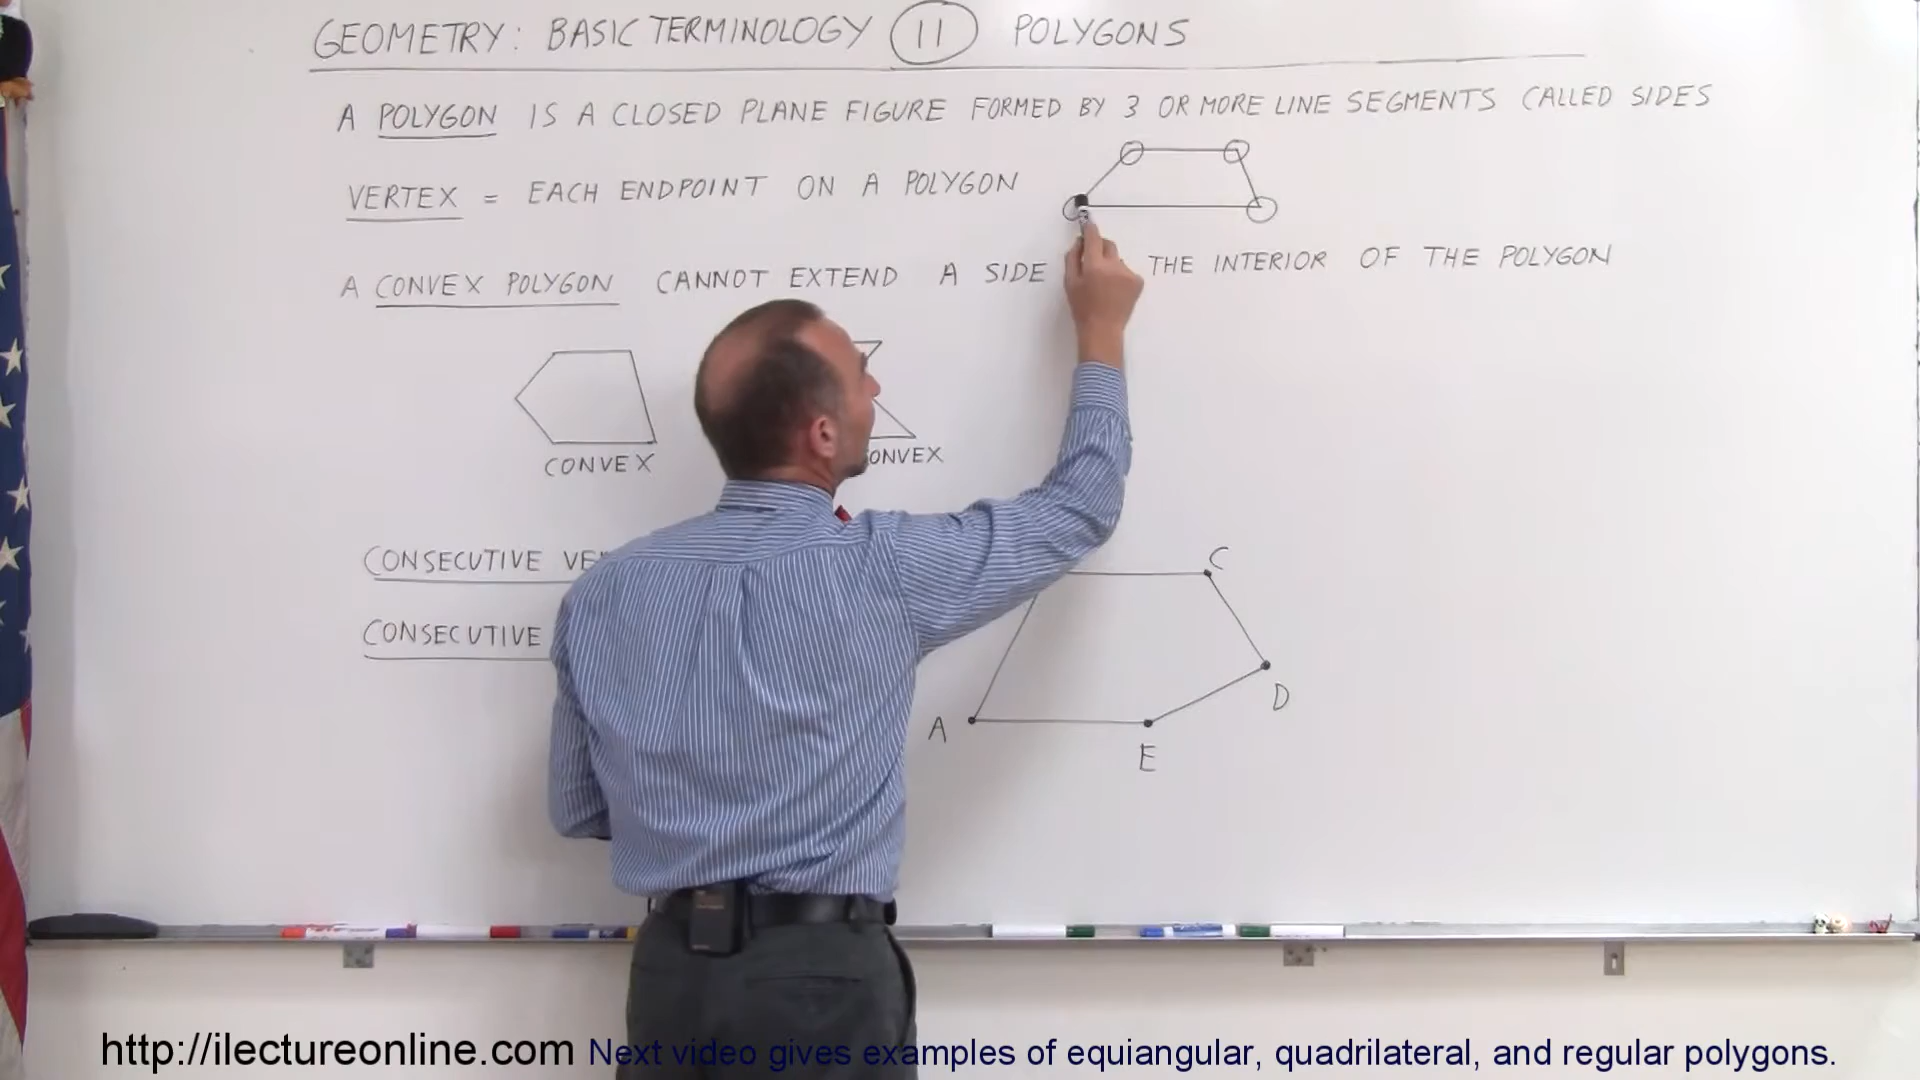 GEOMETRY: BASIC TERMINOLOGY 11 POLYGONS
A POLYGON IS A CLOSED PLANE FIGURE FORMED BY 3 OR MORE LINE SEGMENTS CALLED SIDES
VERTEX = EACH ENDPOINT ON A POLYGON
A CONVEX POLYGON CANNOT EXTEND A SIDE THE INTERIOR OF THE POLYGON
CONVEX
CONSECUTIVE
C
CONSECUTIVE
D
A
E
http://ilectureonline.com Next video gives examples of equiangular, quadrilateral, and regular polygons.